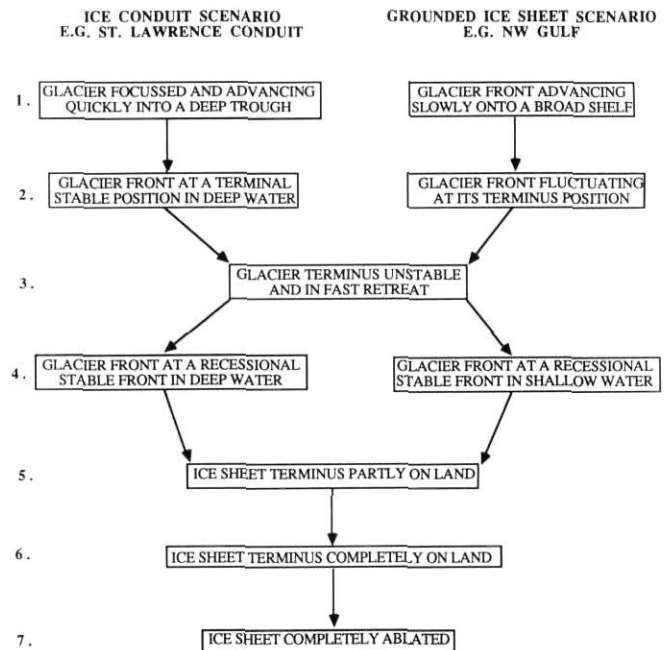 ICE CONDUIT SCENARIO
E.G. ST. LAWRENCE CONDUIT
GROUNDED ICE SHEET SCENARIO
E.G. NW GULF
1.
GLACIER FOCUSSED AND ADVANCING
QUICKLY INTO A DEEP TROUGH
GLACIER FRONT ADVANCING
SLOWLY ONTO A BROAD SHELF
2.
GLACIER FRONT AT A TERMINAL
STABLE POSITION IN DEEP WATER
GLACIER FRONT FLUCTUATING
AT ITS TERMINUS POSITION
3.
GLACIER TERMINUS UNSTABLE
AND IN FAST RETREAT
4.
GLACIER FRONT AT A RECESSIONAL
STABLE FRONT IN DEEP WATER
GLACIER FRONT AT A RECESSIONAL
STABLE FRONT IN SHALLOW WATER
5.
ICE SHEET TERMINUS PARTLY ON LAND
6.
ICE SHEET TERMINUS COMPLETELY ON LAND
7.
ICE SHEET COMPLETELY ABLATED